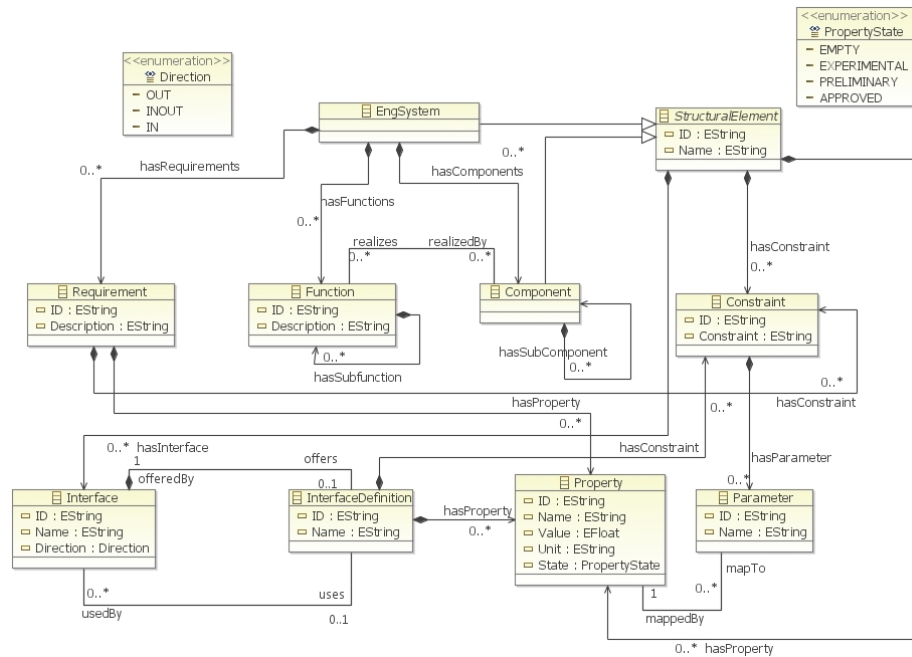 <<enumeration>>
Direction
OUT
INOUT
IN
<<enumeration>>
PropertyState
EMPTY
EXPERIMENTAL
PRELIMINARY
APPROVED
EngSystem
StructuralElement
ID : EString
Name : EString
0..*
hasRequirements
0..*
hasComponents
hasFunctions
0..*
realizes
realizedBy
0..*
0..*
hasConstraint
0..*
Requirement
ID : EString
Description : EString
Function
ID : EString
Description : EString
0..*
hasSubfunction
Component
hasSubComponent
0..*
Constraint
ID : EString
Constraint : EString
0..*
hasConstraint
hasProperty
0..*
0..*
0..*
hasInterface
1
offeredBy
offers
0..1
hasConstraint
hasParameter
0..*
Interface
ID : EString
Name : EString
Direction : Direction
InterfaceDefinition
ID : EString
Name : EString
hasProperty
0..*
Property
ID : EString
Name : EString
Value : EFloat
Unit : EString
State : PropertyState
Parameter
ID : EString
Name : EString
mapTo
0..*
1
mappedBy
0..*
usedBy
uses
0..1
0..*
hasProperty